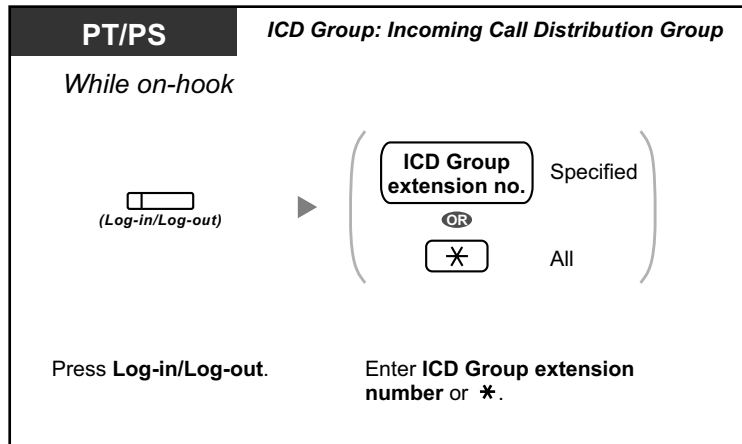 PT/PS
ICD Group: Incoming Call Distribution Group
While on-hook
(Log-in/Log-out)
ICD Group
extension no.
Specified
OR
*
All
Press Log-in/Log-out.
Enter ICD Group extension
number or *.